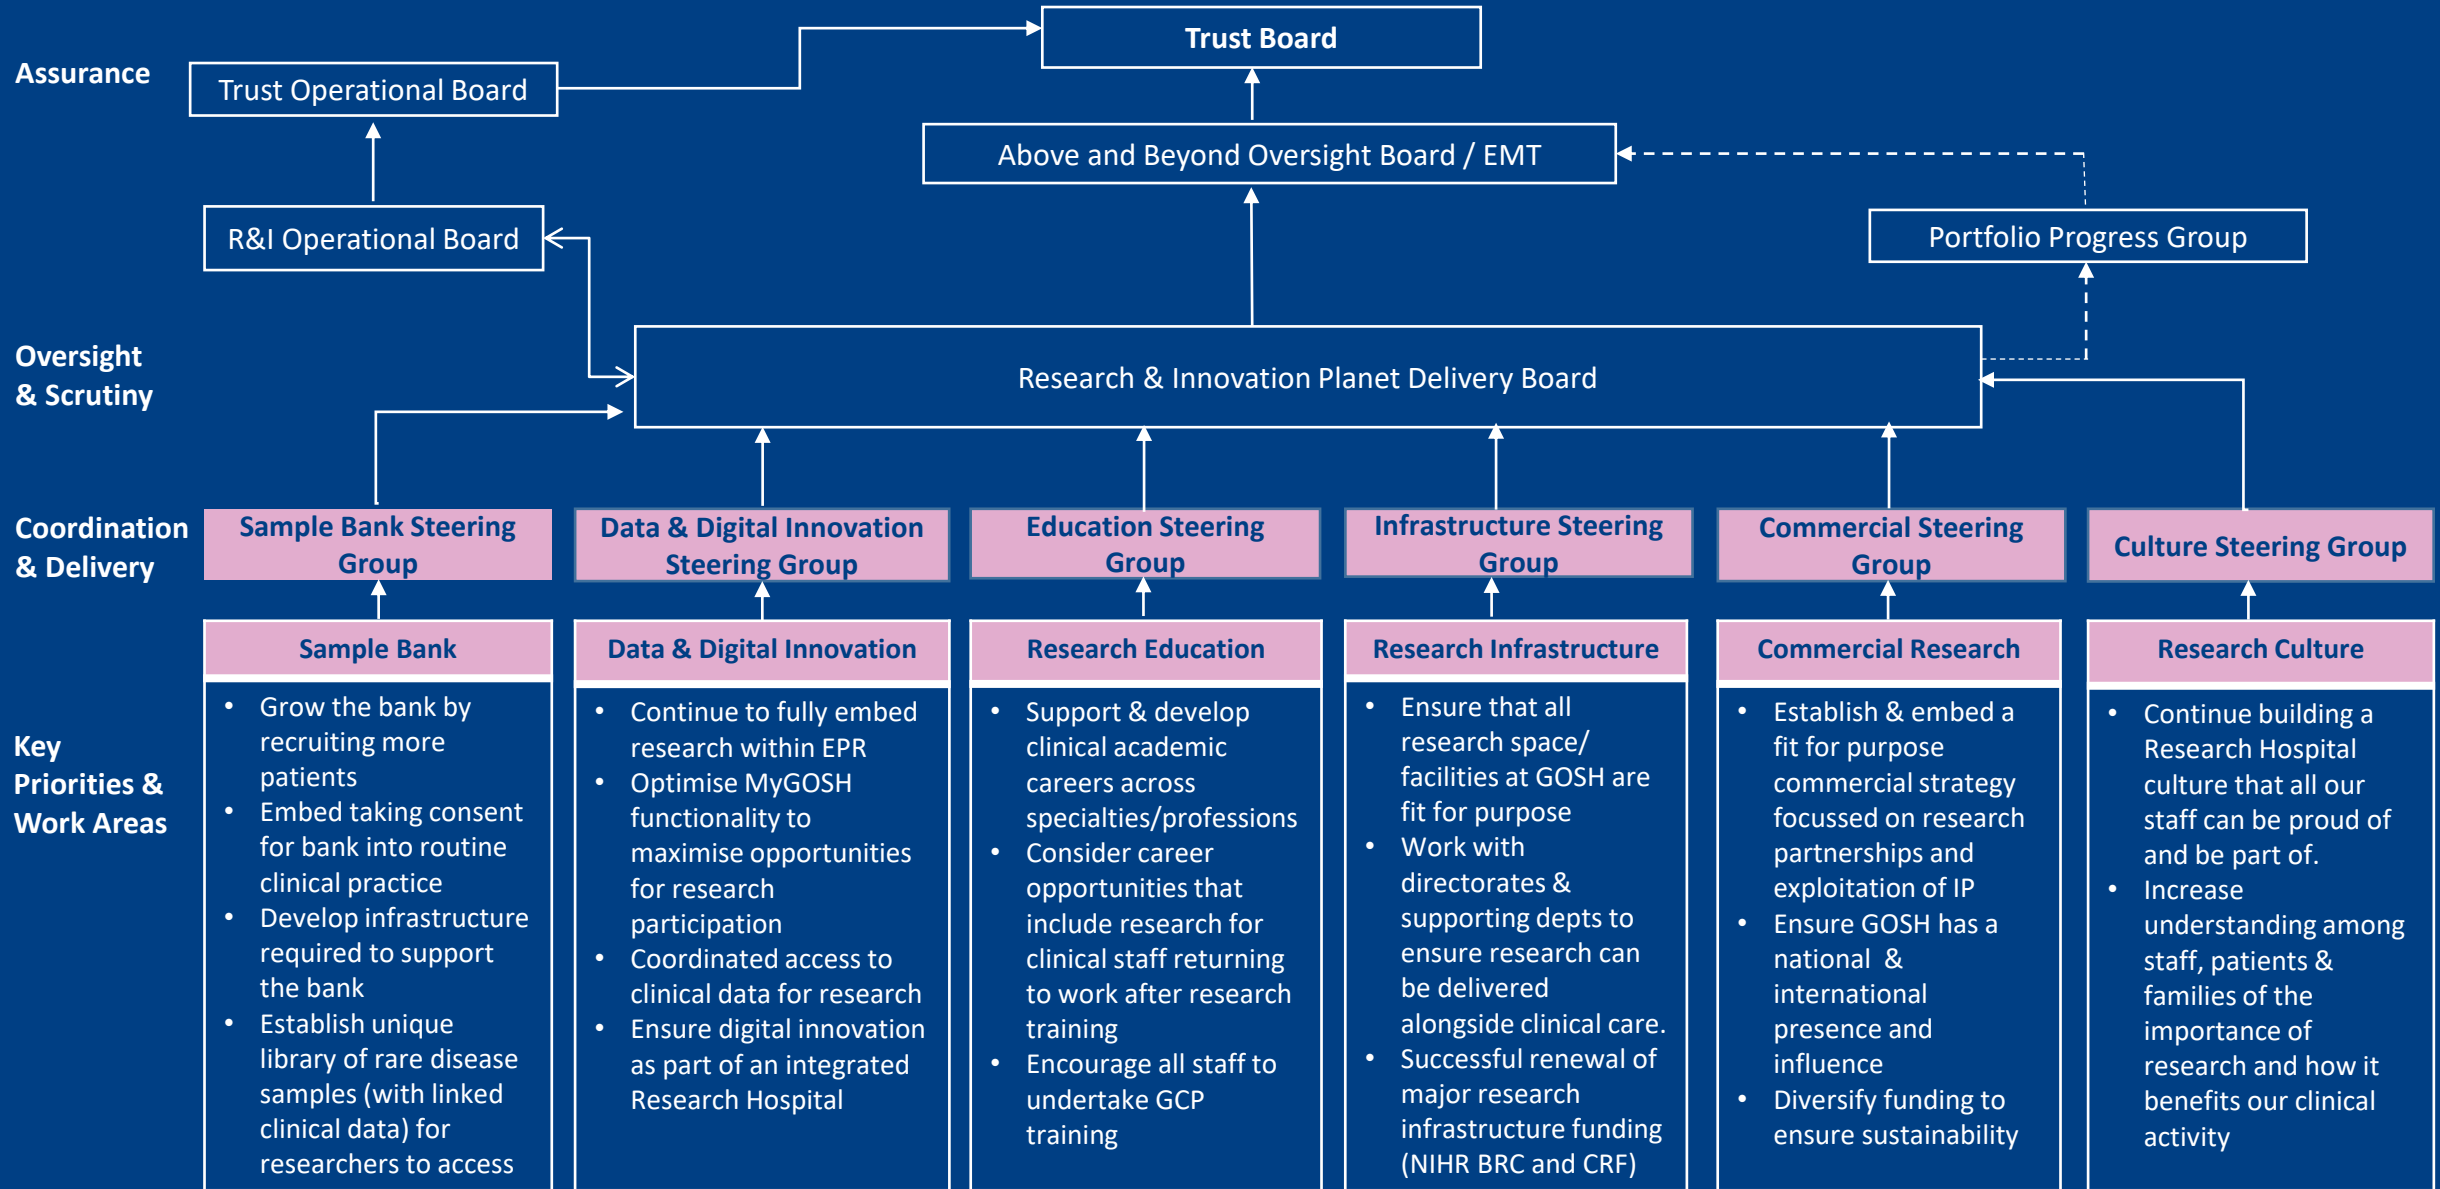 Trust Board
Assurance
Trust Operational Board
Above and Beyond Oversight Board / EMT
R&I Operational Board
Portfolio Progress Group
Oversight
& Scrutiny
Research & Innovation Planet Delivery Board
Coordination
& Delivery
Sample Bank Steering
Group
Data & Digital Innovation
Steering Group
Education Steering
Group
Infrastructure Steering
Group
Commercial Steering
Group
Culture Steering Group
Key
Priorities &
Work Areas
Sample Bank
• Grow the bank by
recruiting more
patients
• Embed taking consent
for bank into routine
clinical practice
• Develop infrastructure
required to support
the bank
• Establish unique
library of rare disease
samples (with linked
clinical data) for
researchers to access
Data & Digital Innovation
• Continue to fully embed
research within EPR
• Optimise MyGOSH
functionality to
maximise opportunities
for research
participation
• Coordinated access to
clinical data for research
• Ensure digital innovation
as part of an integrated
Research Hospital
Research Education
• Support & develop
clinical academic
careers across
specialties/professions
• Consider career
opportunities that
include research for
clinical staff returning
to work after research
training
• Encourage all staff to
undertake GCP
training
Research Infrastructure
• Ensure that all
research space/
facilities at GOSH are
fit for purpose
• Work with
directorates &
supporting depts to
ensure research can
be delivered
alongside clinical care.
• Successful renewal of
major research
infrastructure funding
(NIHR BRC and CRF)
Commercial Research
• Establish & embed a
fit for purpose
commercial strategy
focussed on research
partnerships and
exploitation of IP
• Ensure GOSH has a
national &
international
presence and
influence
• Diversify funding to
ensure sustainability
Research Culture
• Continue building a
Research Hospital
culture that all our
staff can be proud of
and be part of.
• Increase
understanding among
staff, patients &
families of the
importance of
research and how it
benefits our clinical
activity